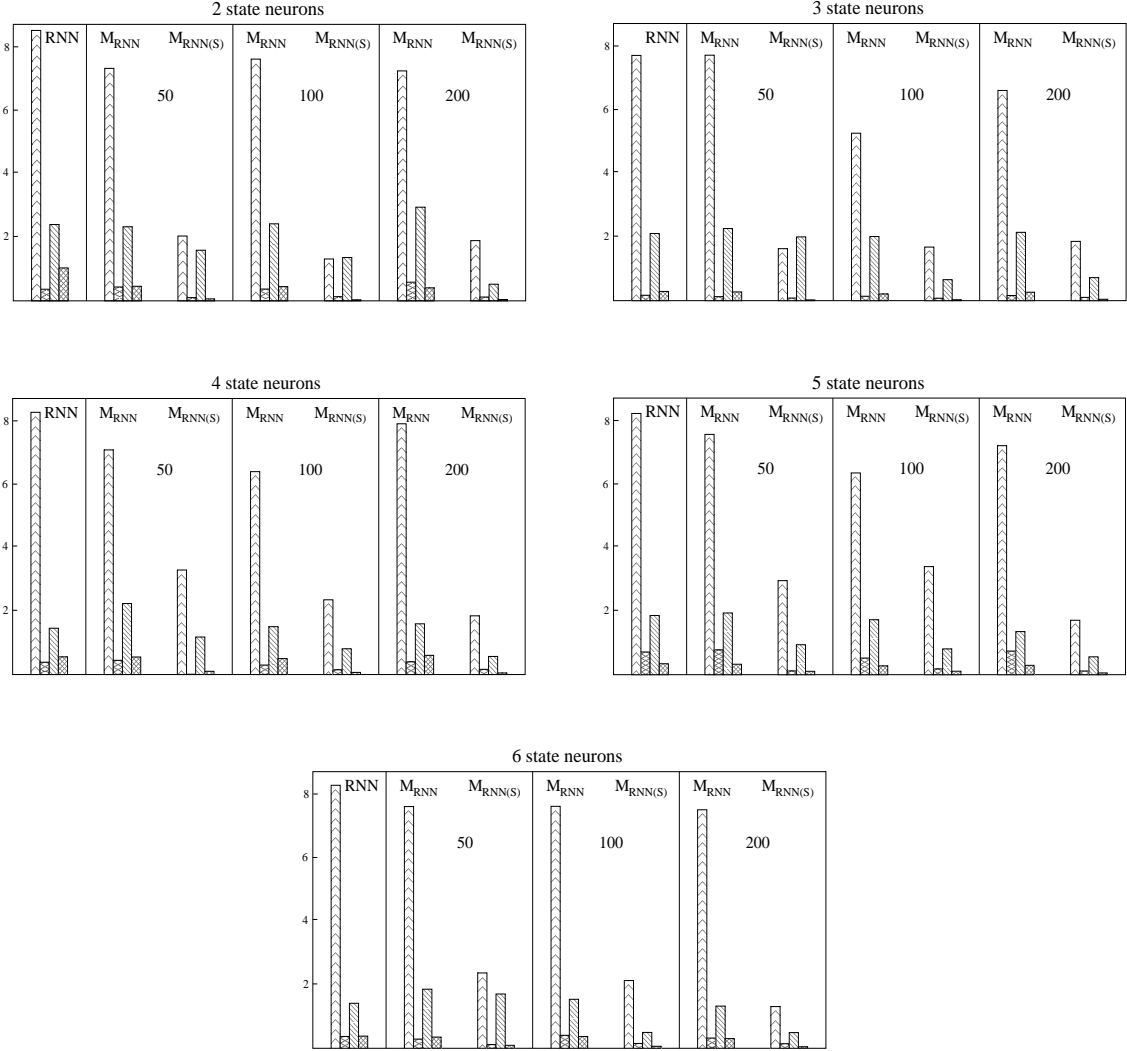 2 state neurons
RNN M_RNN M_RNN(S) M_RNN M_RNN(S) M_RNN M_RNN(S)
50 100 200
8
6
4
2
3 state neurons
RNN M_RNN M_RNN(S) M_RNN M_RNN(S) M_RNN M_RNN(S)
50 100 200
8
6
4
2
4 state neurons
RNN M_RNN M_RNN(S) M_RNN M_RNN(S) M_RNN M_RNN(S)
50 100 200
8
6
4
2
5 state neurons
RNN M_RNN M_RNN(S) M_RNN M_RNN(S) M_RNN M_RNN(S)
50 100 200
8
6
4
2
6 state neurons
RNN M_RNN M_RNN(S) M_RNN M_RNN(S) M_RNN M_RNN(S)
50 100 200
8
6
4
2